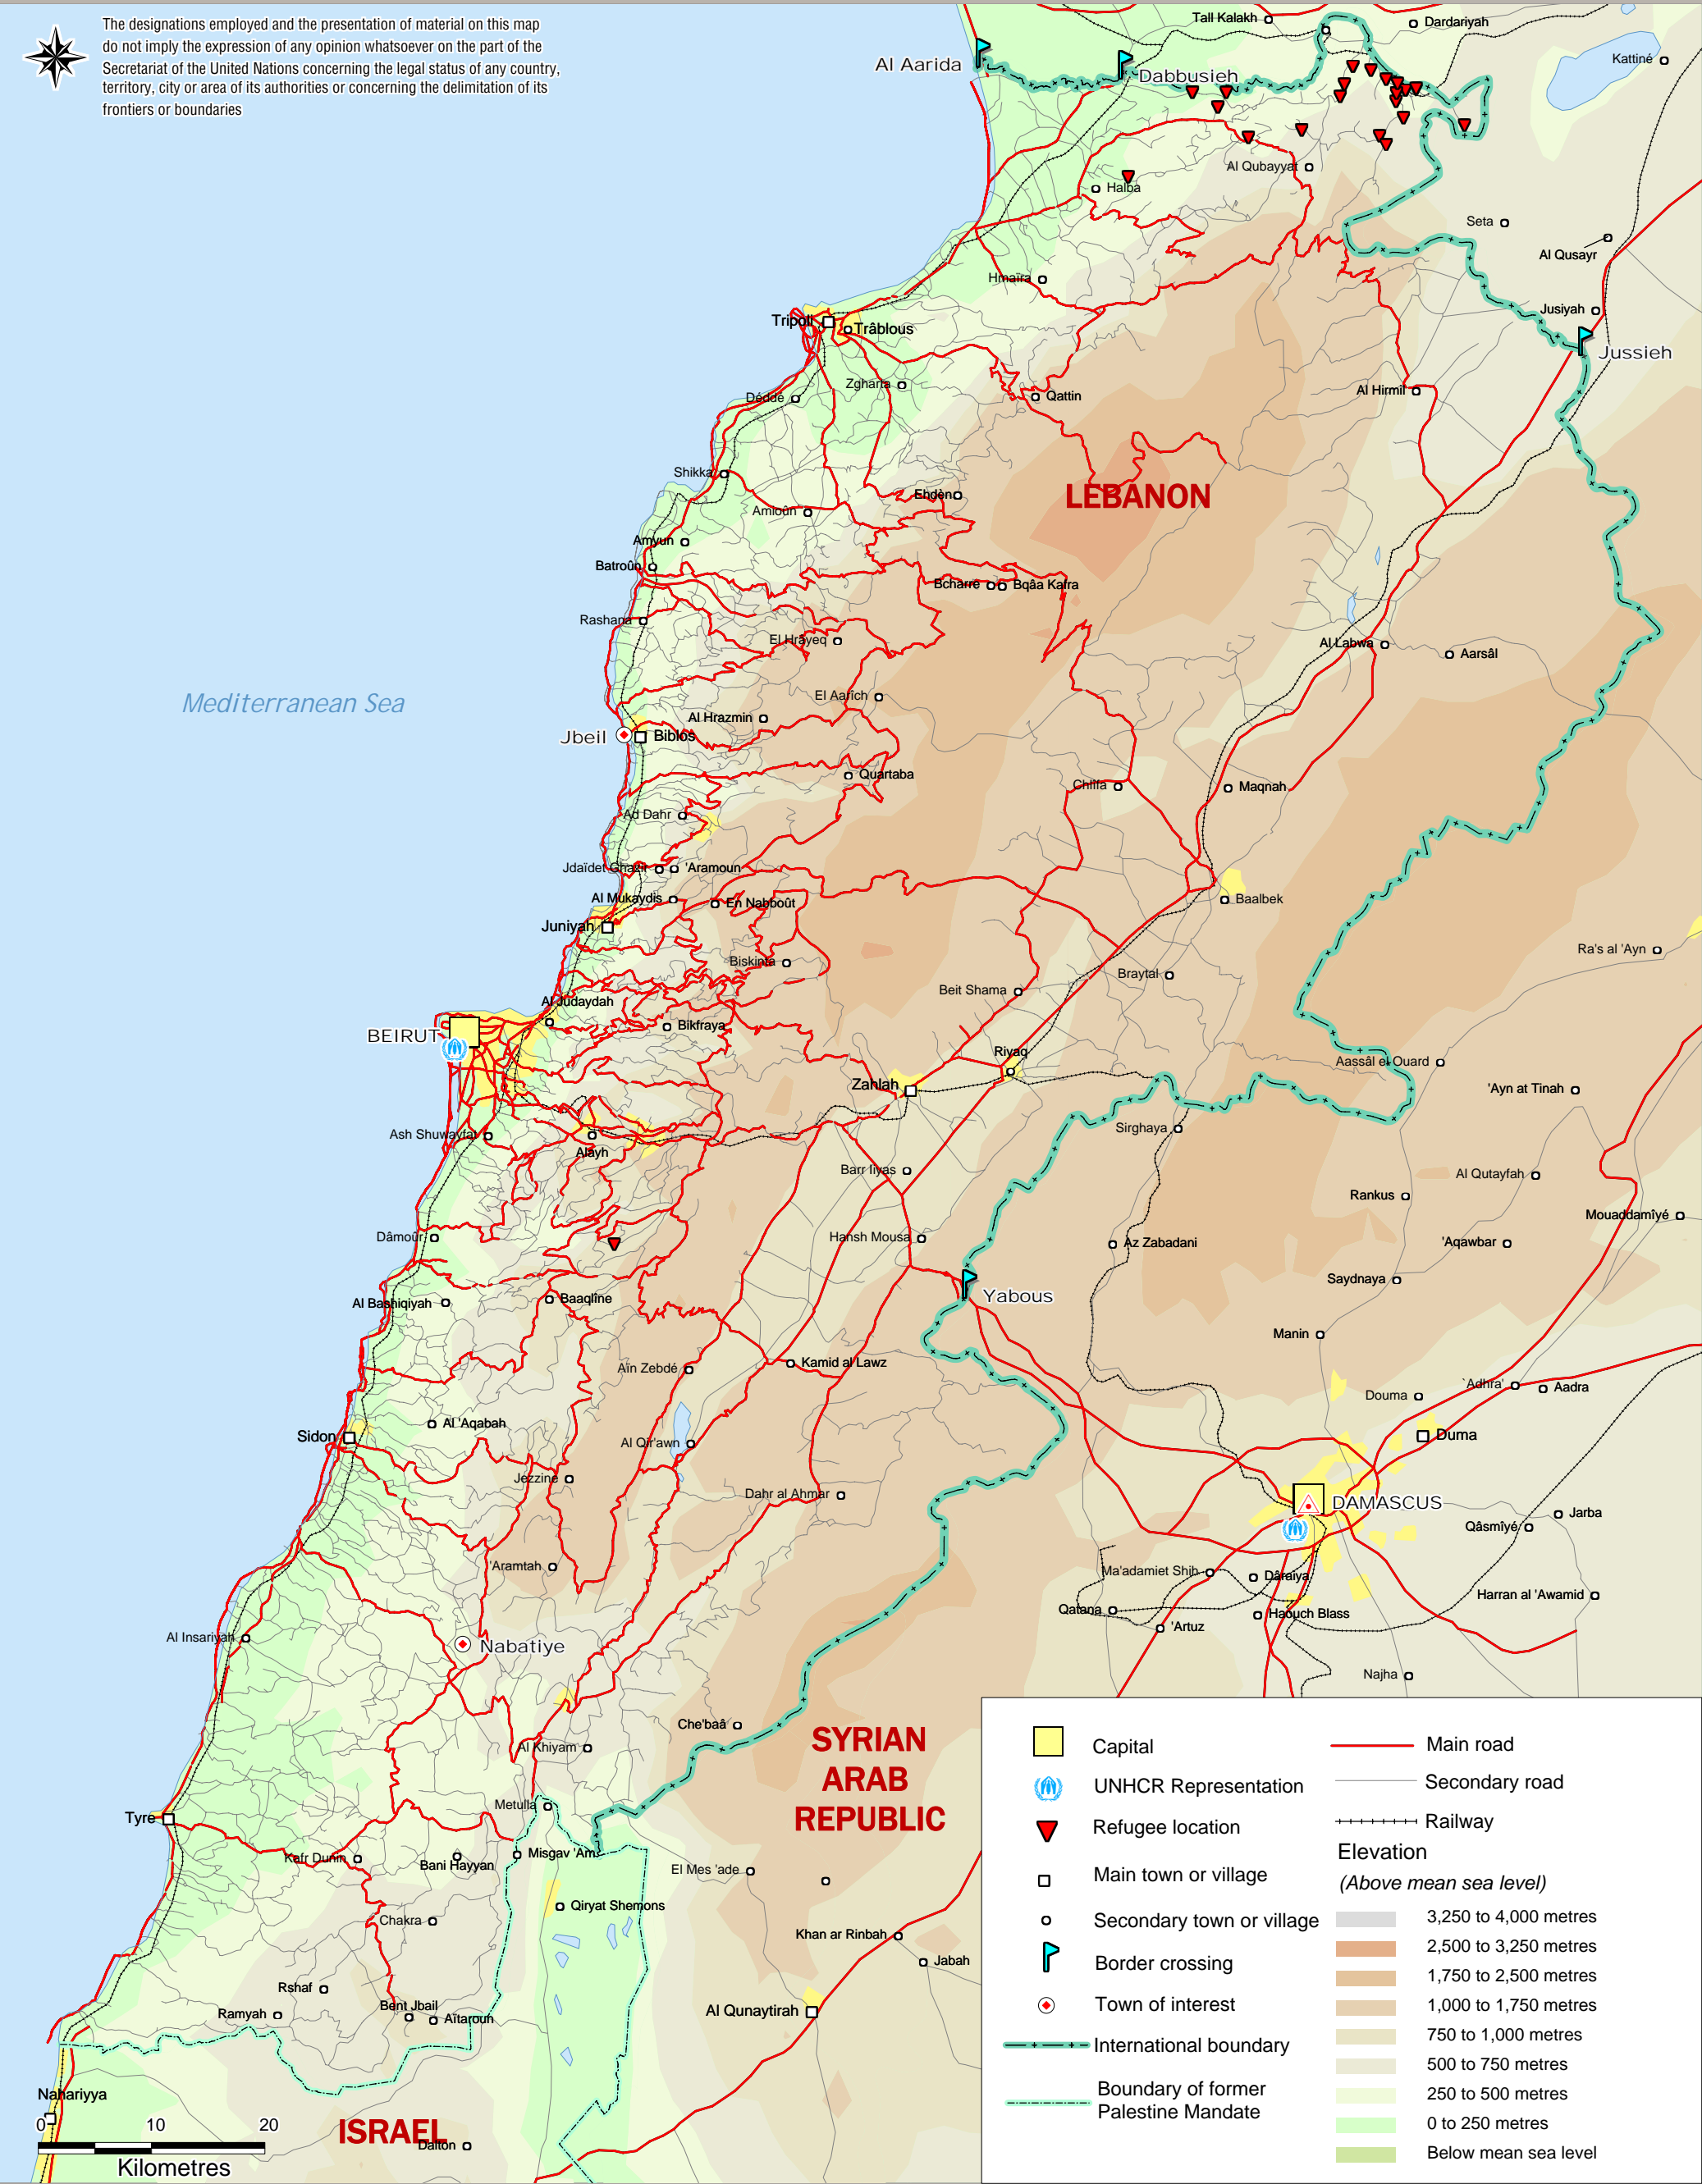 The designations employed and the presentation of material on this map
do not imply the expression of any opinion whatsoever on the part of the
Secretariat of the United Nations concerning the legal status of any country,
territory, city or area of its authorities or concerning the delimitation of its
frontiers or boundaries
Tall Kalakh
Dardariyah
Al Aarida
Dabbusieh
Kattiné
Al Qubayyat
Halba
Seta
Al Qusayr
Hmaïra
Jusiyah
Tripoli
Trâblous
Jussieh
Zgharta
Al Hirmil
Dédde
Qattin
Shikka
LEBANON
Ehdèn
Amioûn
Amyun
Batroûn
Bcharré
Bqâa Kafra
Rashana
El Hrayeq
Al Labwa
Aarsâl
El Aarich
Mediterranean Sea
Al Hrazmin
Jbeil
Biblos
Quartaba
Chlifa
Maqnah
Ad Dahr
Jdaïdet Ghazir
'Aramoun
Al Mukaydis
En Nabboût
Baalbek
Juniyah
Ra's al 'Ayn
Biskinta
Braytal
Beit Shama
Al Judaydah
Bikfraya
BEIRUT
Riyaq
Aassâl el Ouard
Zahlah
'Ayn at Tinah
Ash Shuwayfat
Sirghaya
Alayh
Barr Iiyas
Al Qutayfah
Rankus
Mouaddamîyé
Dâmoûr
Hansh Mousa
Az Zabadani
'Aqawbar
Saydnaya
Al Bashiqiyah
Baaqlîne
Yabous
Manin
Aïn Zebdé
Kamid al Lawz
`Adhra'
Aadra
Douma
Al 'Aqabah
Sidon
Duma
Al Qir'awn
Jezzine
Dahr al Ahmar
DAMASCUS
Jarba
Qâsmîyé
'Aramtah
Ma'adamiet Shih
Dâraiya
Harran al 'Awamid
Qatana
Haouch Blass
'Artuz
Al Insariyah
Nabatiye
Najha
Che'baâ
SYRIAN
ARAB
REPUBLIC
Al Khiyam
Metulla
Tyre
Misgav 'Am
Kafr Dunin
Bani Hayyan
El Mes 'ade
Qiryat Shemons
Chakra
Khan ar Rinbah
Jabah
Rshaf
Ramyah
Bent Jbail
Aïtaroun
Al Qunaytirah
Nahariyya
ISRAEL
Dalton
0 10 20
Kilometres
Capital
UNHCR Representation
Refugee location
Main town or village
Secondary town or village
Border crossing
Town of interest
International boundary
Boundary of former
Palestine Mandate
Main road
Secondary road
Railway
Elevation
(Above mean sea level)
3,250 to 4,000 metres
2,500 to 3,250 metres
1,750 to 2,500 metres
1,000 to 1,750 metres
750 to 1,000 metres
500 to 750 metres
250 to 500 metres
0 to 250 metres
Below mean sea level